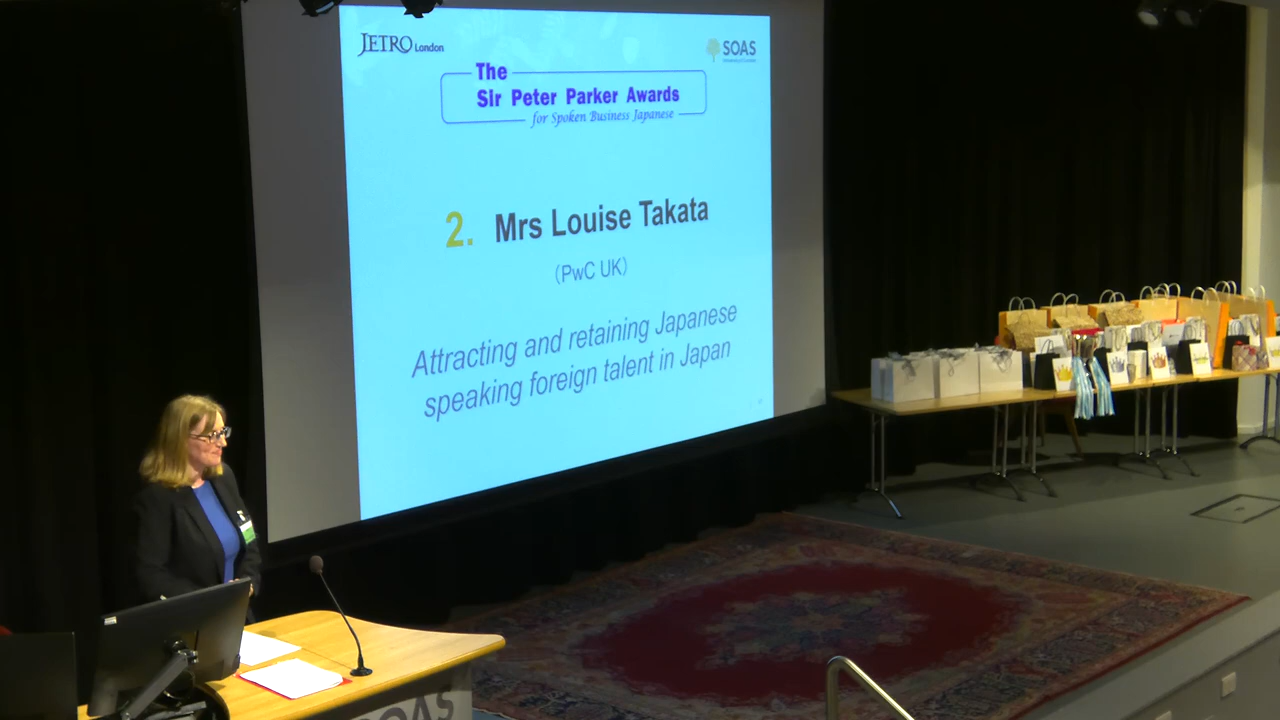 JETRO London
SOAS
The
Sir Peter Parker Awards
for Spoken Business Japanese
2. Mrs Louise Takata
(PwC UK)
Attracting and retaining Japanese
speaking foreign talent in Japan
SOAS